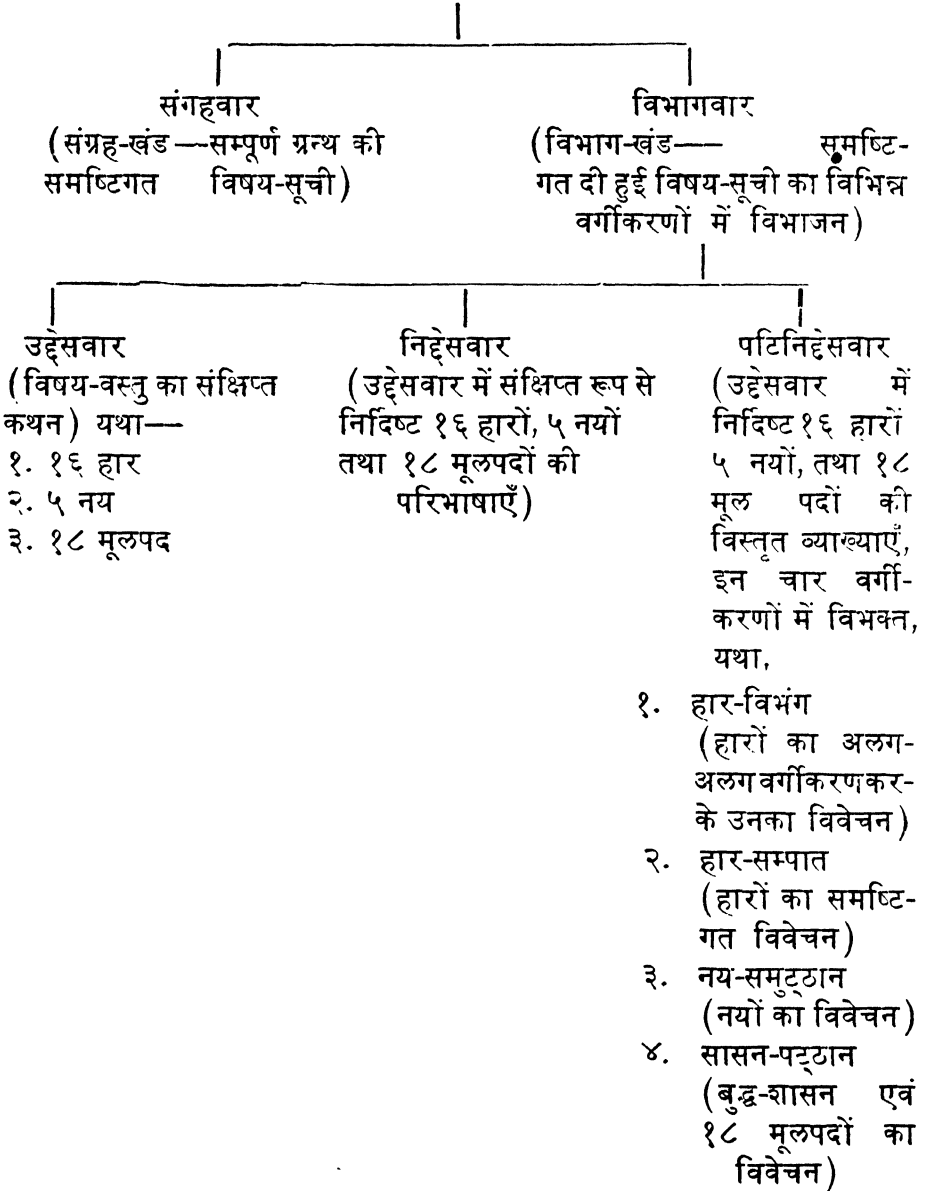 संगहवार
(संग्रह-खंड—सम्पूर्ण ग्रन्थ की
समष्टिगत विषय-सूची)
विभागवार
(विभाग-खंड— समष्टि-
गत दी हुई विषय-सूची का विभिन्न
वर्गीकरणों में विभाजन)
उद्देसवार
(विषय-वस्तु का संक्षिप्त
कथन) यथा—
१. १६ हार
२. ५ नय
३. १८ मूलपद
निद्देसवार
(उद्देसवार में संक्षिप्त रूप से
निर्दिष्ट १६ हारों, ५ नयों
तथा १८ मूलपदों की
परिभाषाएँ)
पटिनिद्देसवार
(उद्देसवार में
निर्दिष्ट १६ हारों
५ नयों, तथा १८
मूल पदों की
विस्तृत व्याख्याएँ,
इन चार वर्गी-
करणों में विभक्त,
यथा,
१. हार-विभंग
(हारों का अलग-
अलग वर्गीकरण कर-
के उनका विवेचन)
२. हार-सम्पात
(हारों का समष्टि-
गत विवेचन)
३. नय-समुट्ठान
(नयों का विवेचन)
४. सासन-पट्ठान
(बुद्ध-शासन एवं
१८ मूलपदों का
विवेचन)